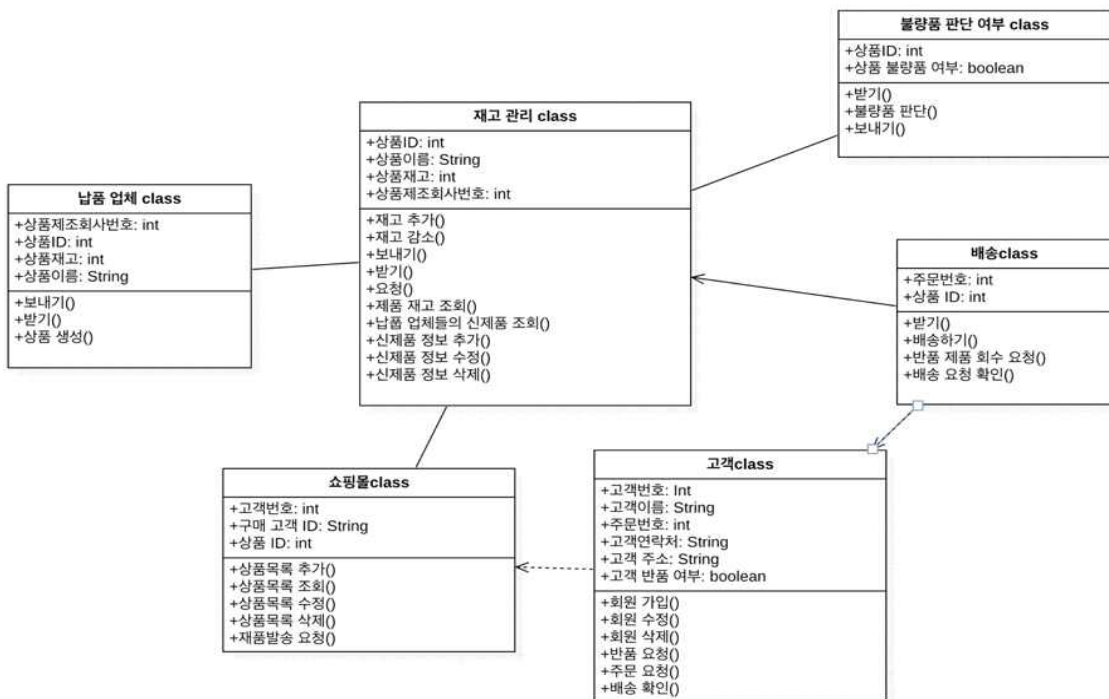 불량품 판단 여부 class
+상품ID: int
+상품 불량품 여부: boolean
+받기()
+불량품 판단()
+보내기()
재고 관리 class
+상품ID: int
+상품이름: String
+상품재고: int
+상품제조회사번호: int
+재고 추가()
+재고 감소()
+보내기()
+받기()
+요청()
+제품 재고 조회()
+납품 업체들의 신제품 조회()
+신제품 정보 추가()
+신제품 정보 수정()
+신제품 정보 삭제()
납품 업체 class
+상품제조회사번호: int
+상품ID: int
+상품재고: int
+상품이름: String
+보내기()
+받기()
+상품 생성()
배송class
+주문번호: int
+상품 ID: int
+받기()
+배송하기()
+반품 제품 회수 요청()
+배송 요청 확인()
쇼핑몰class
+고객번호: int
+구매 고객 ID: String
+상품 ID: int
+상품목록 추가()
+상품목록 조회()
+상품목록 수정()
+상품목록 삭제()
+재품발송 요청()
고객class
+고객번호: Int
+고객이름: String
+주문번호: int
+고객연락처: String
+고객 주소: String
+고객 반품 여부: boolean
+회원 가입()
+회원 수정()
+회원 삭제()
+반품 요청()
+주문 요청()
+배송 확인()